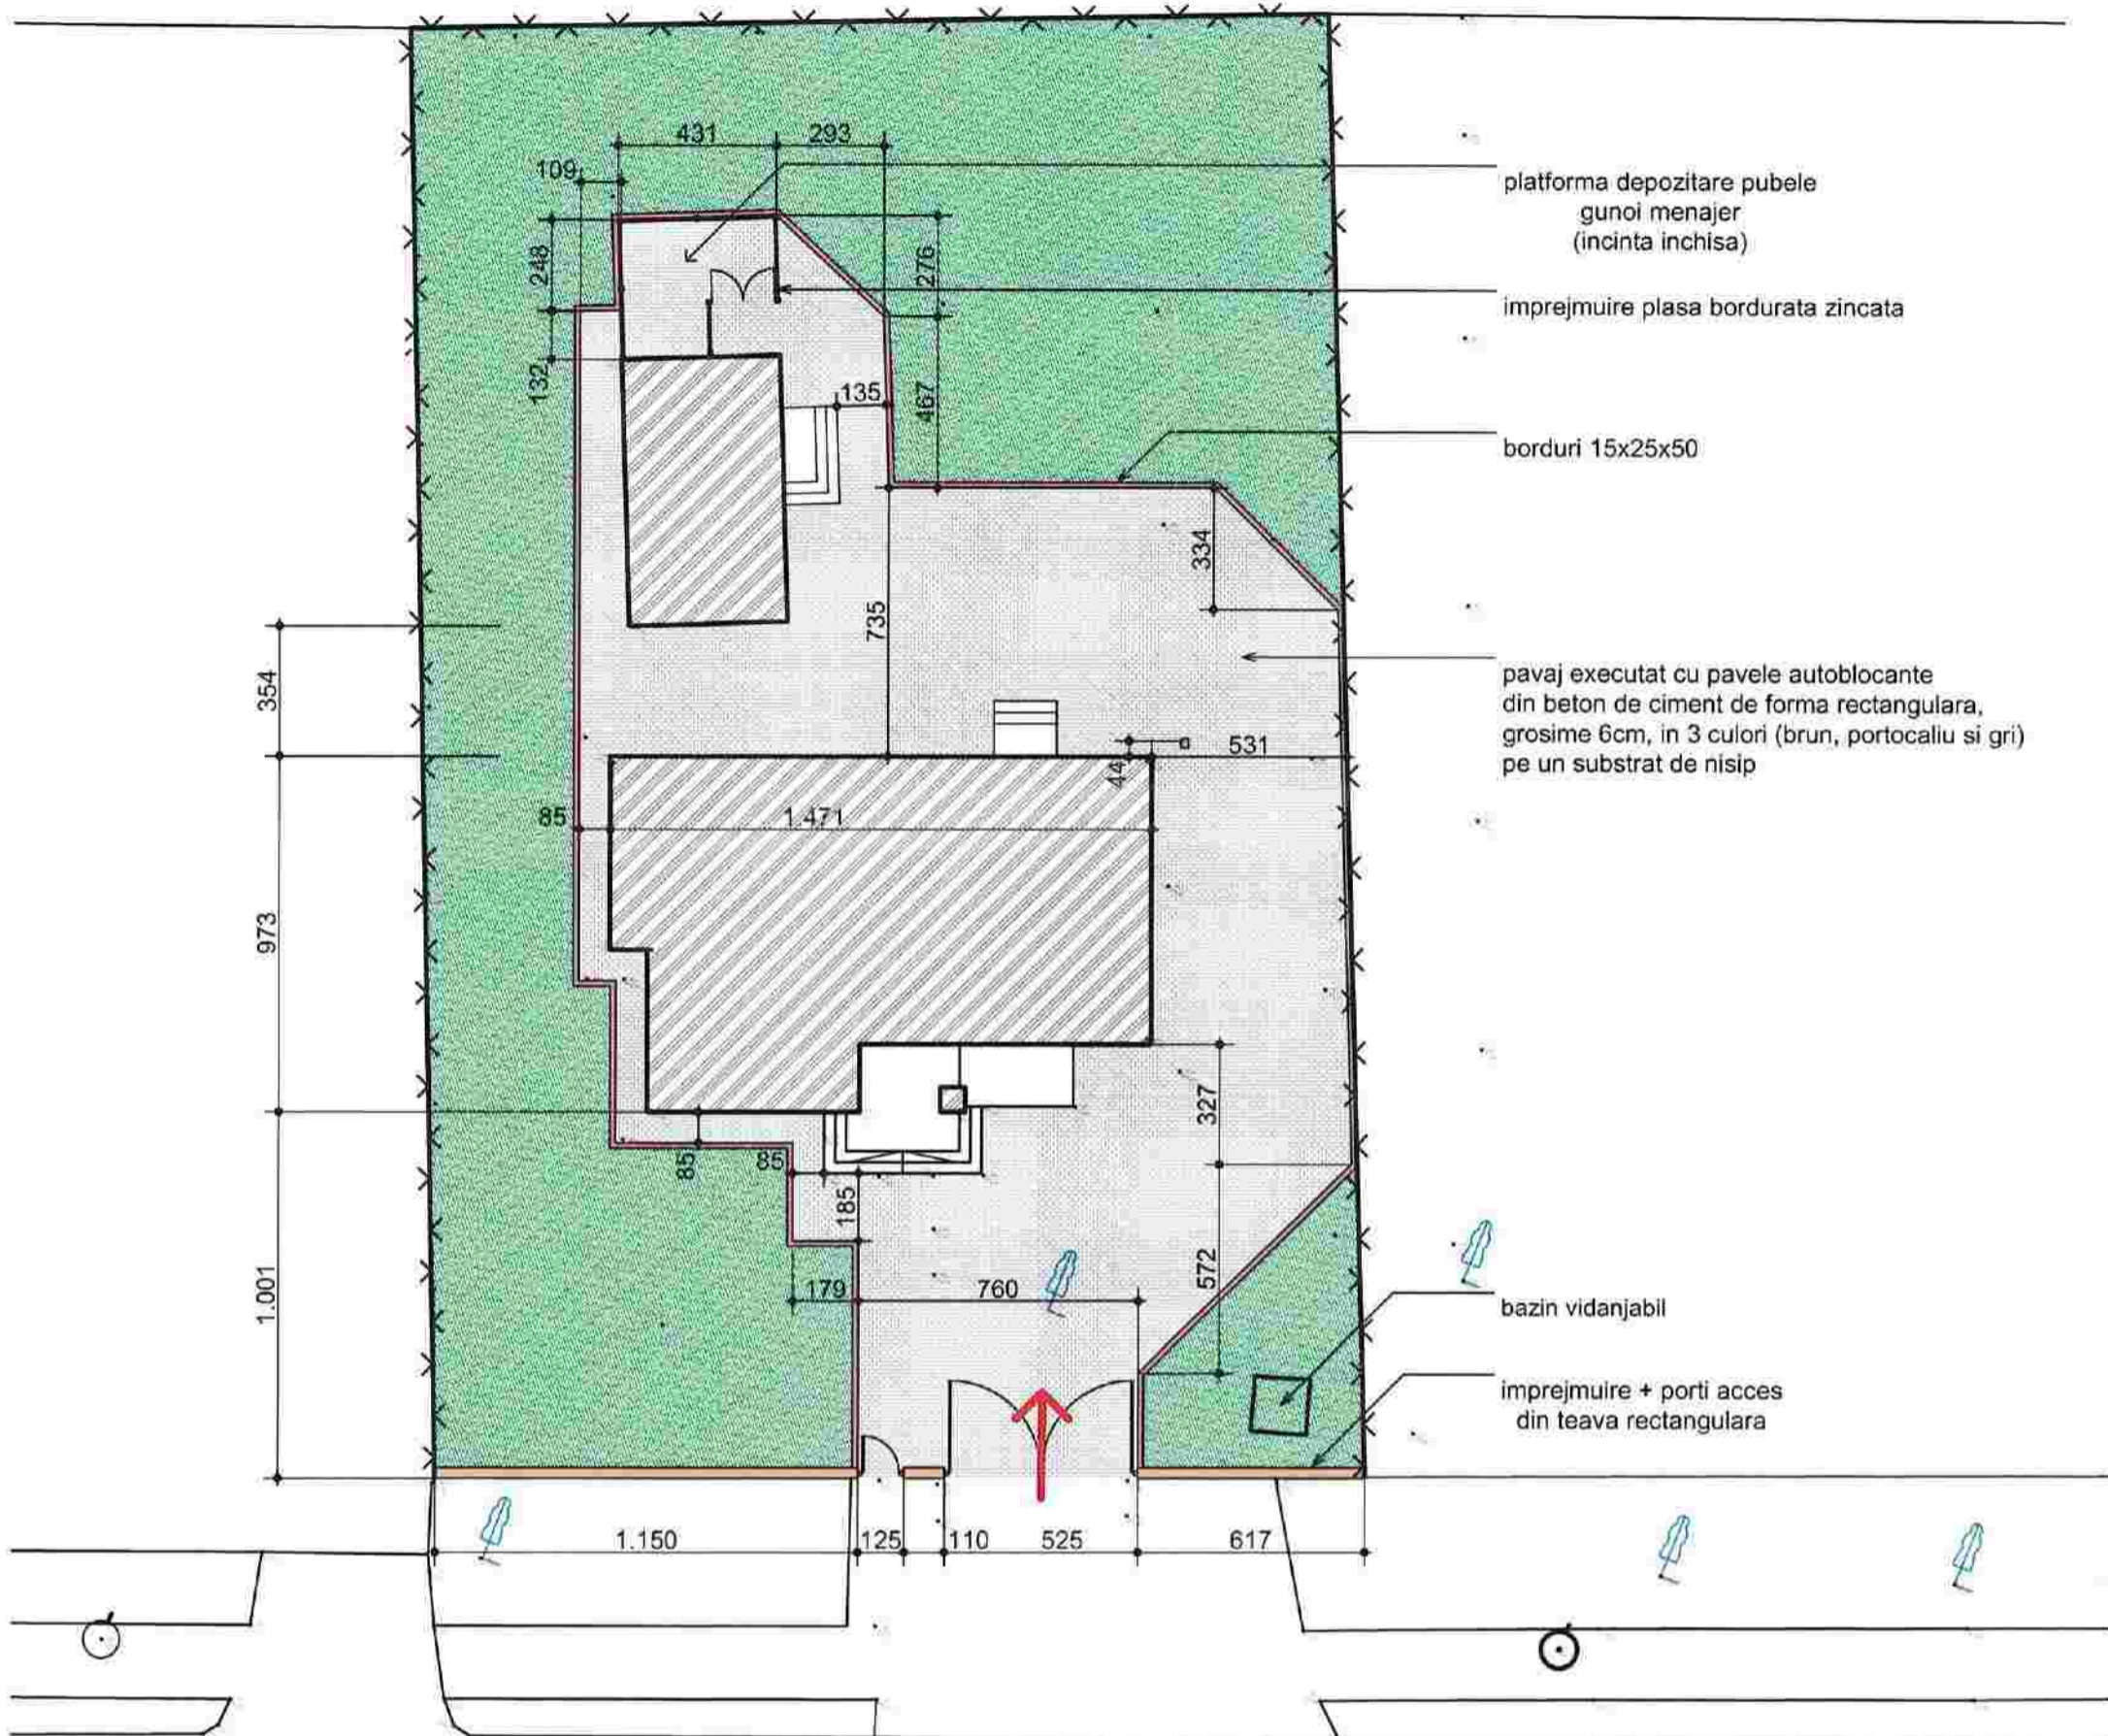 431
293
109
platforma depozitare pubele
gunoi menajer
(incinta inchisa)
248
276
imprejmuire plasa bordurata zincata
132
135
467
borduri 15x25x50
334
735
354
pavaj executat cu pavele autoblocante
din beton de ciment de forma rectangulara,
grosime 6cm, in 3 culori (brun, portocaliu si gri)
pe un substrat de nisip
531
44
85
1.471
973
327
85
85
185
572
1.001
179
760
bazin vidanjabil
imprejmuire + porti acces
din teava rectangulara
1.150
125
110
525
617